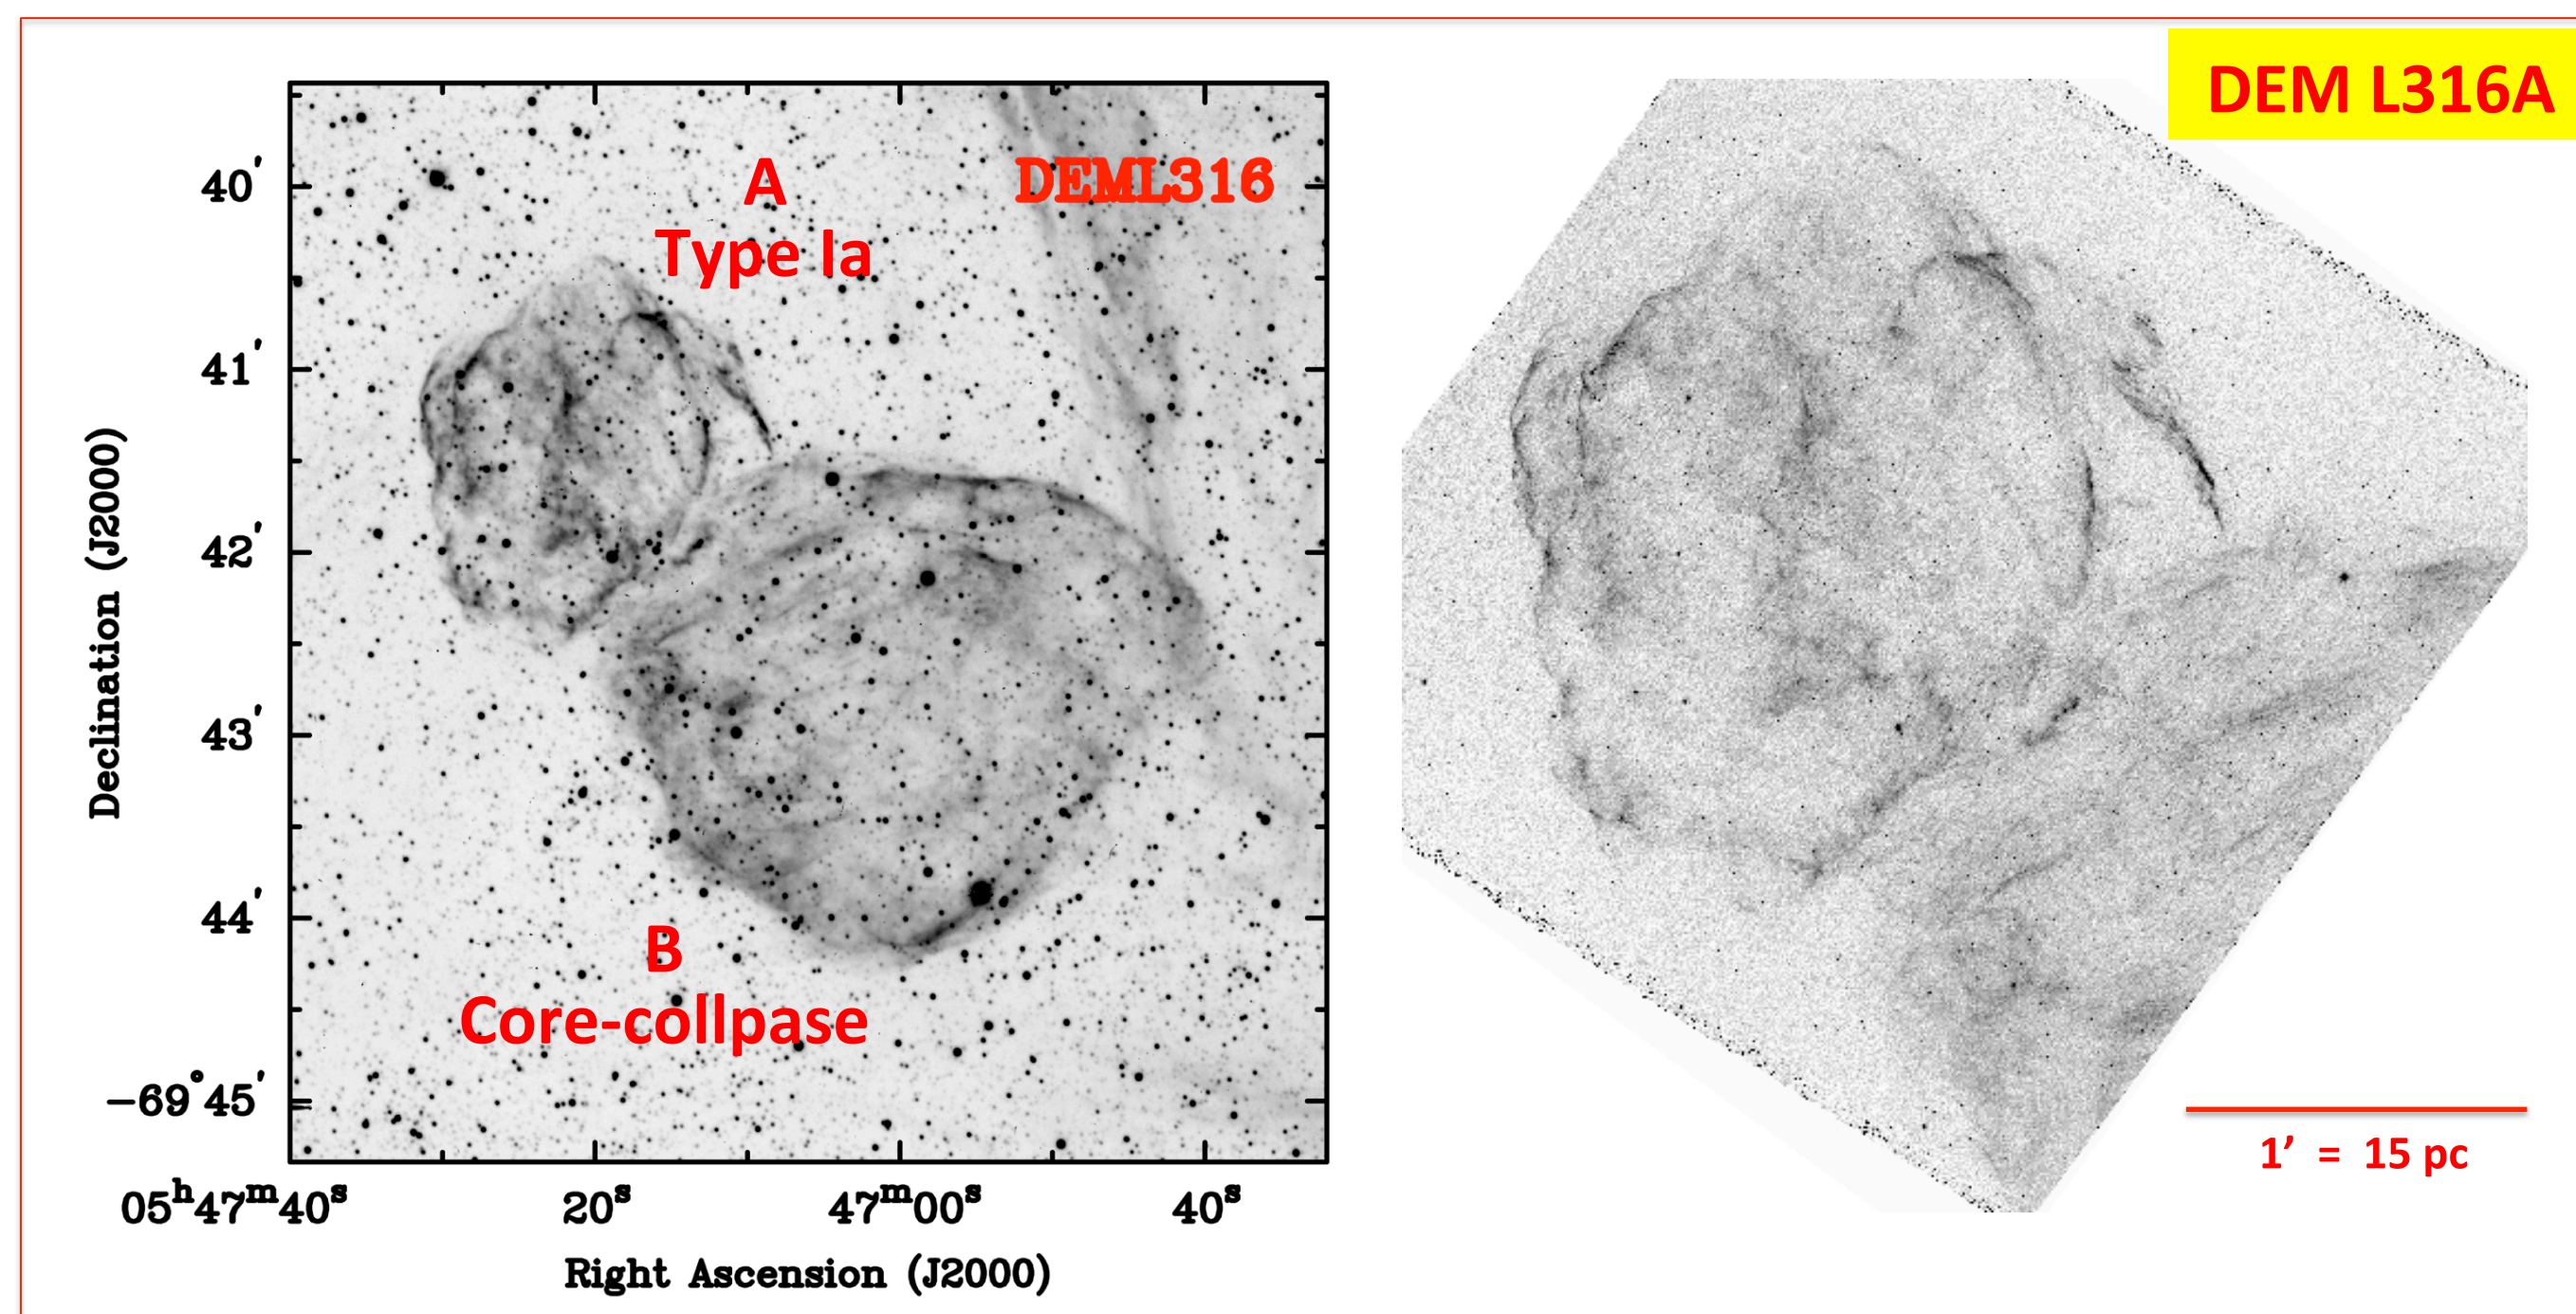 DEM L316A
A
Type Ia
DEML316
B
Core-collpase
40′
41′
42′
43′
44′
−69°45′
Declination (J2000)
05ʰ47ᵐ40ˢ 20ˢ 47ᵐ00ˢ 40ˢ
Right Ascension (J2000)
1’ = 15 pc